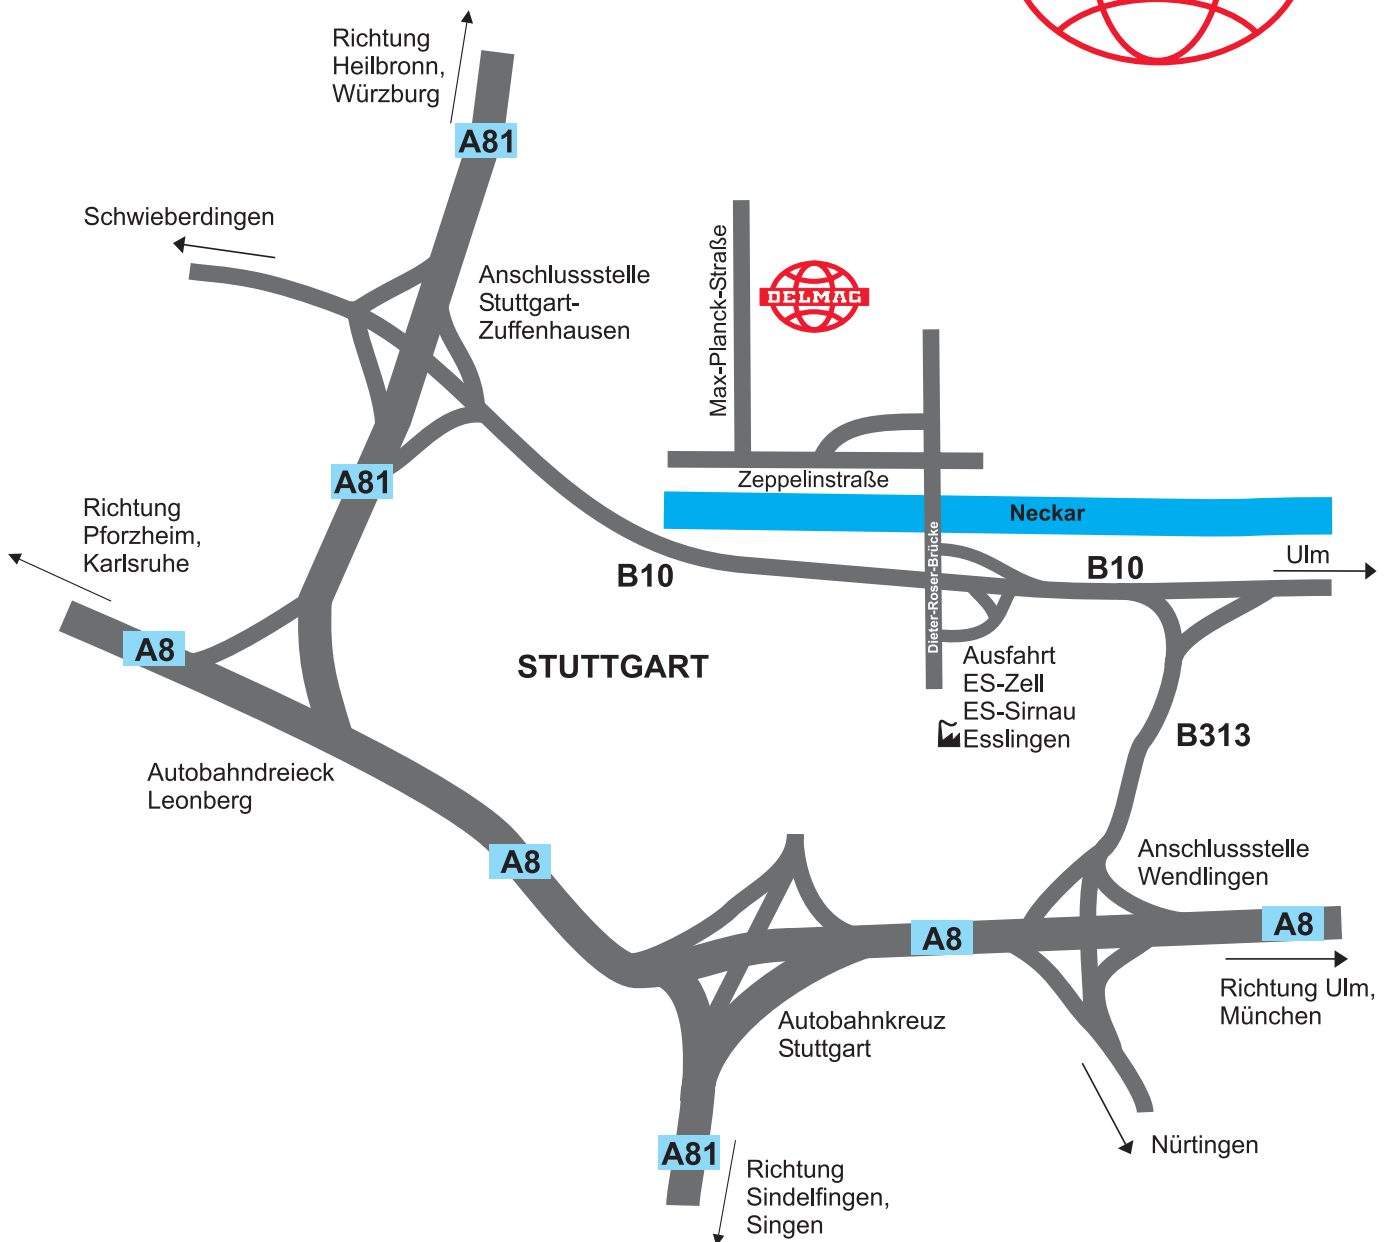 Richtung
Heilbronn,
Würzburg
A81
Schwieberdingen
Anschlussstelle
Stuttgart-
Zuffenhausen
Max-Planck-Straße
DELMAG
A81
Zeppelinstraße
Neckar
Richtung
Pforzheim,
Karlsruhe
B10
Dieter-Roser-Brücke
B10
Ulm
A8
STUTTGART
Ausfahrt
ES-Zell
ES-Sirnau
Esslingen
B313
Autobahndreieck
Leonberg
A8
Anschlussstelle
Wendlingen
A8
A8
Richtung Ulm,
München
Autobahnkreuz
Stuttgart
A81
Richtung
Sindelfingen,
Singen
Nürtingen